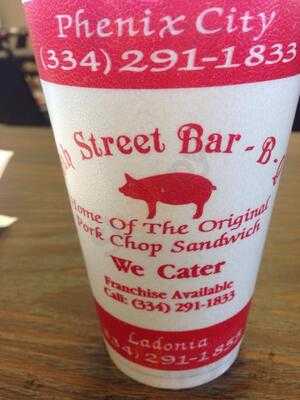 Phenix City
(334) 291-1833
Street Bar-B-
Home Of The Original
Pork Chop Sandwich
We Cater
Franchise Available
Call: (334) 291-1833
Ladonia